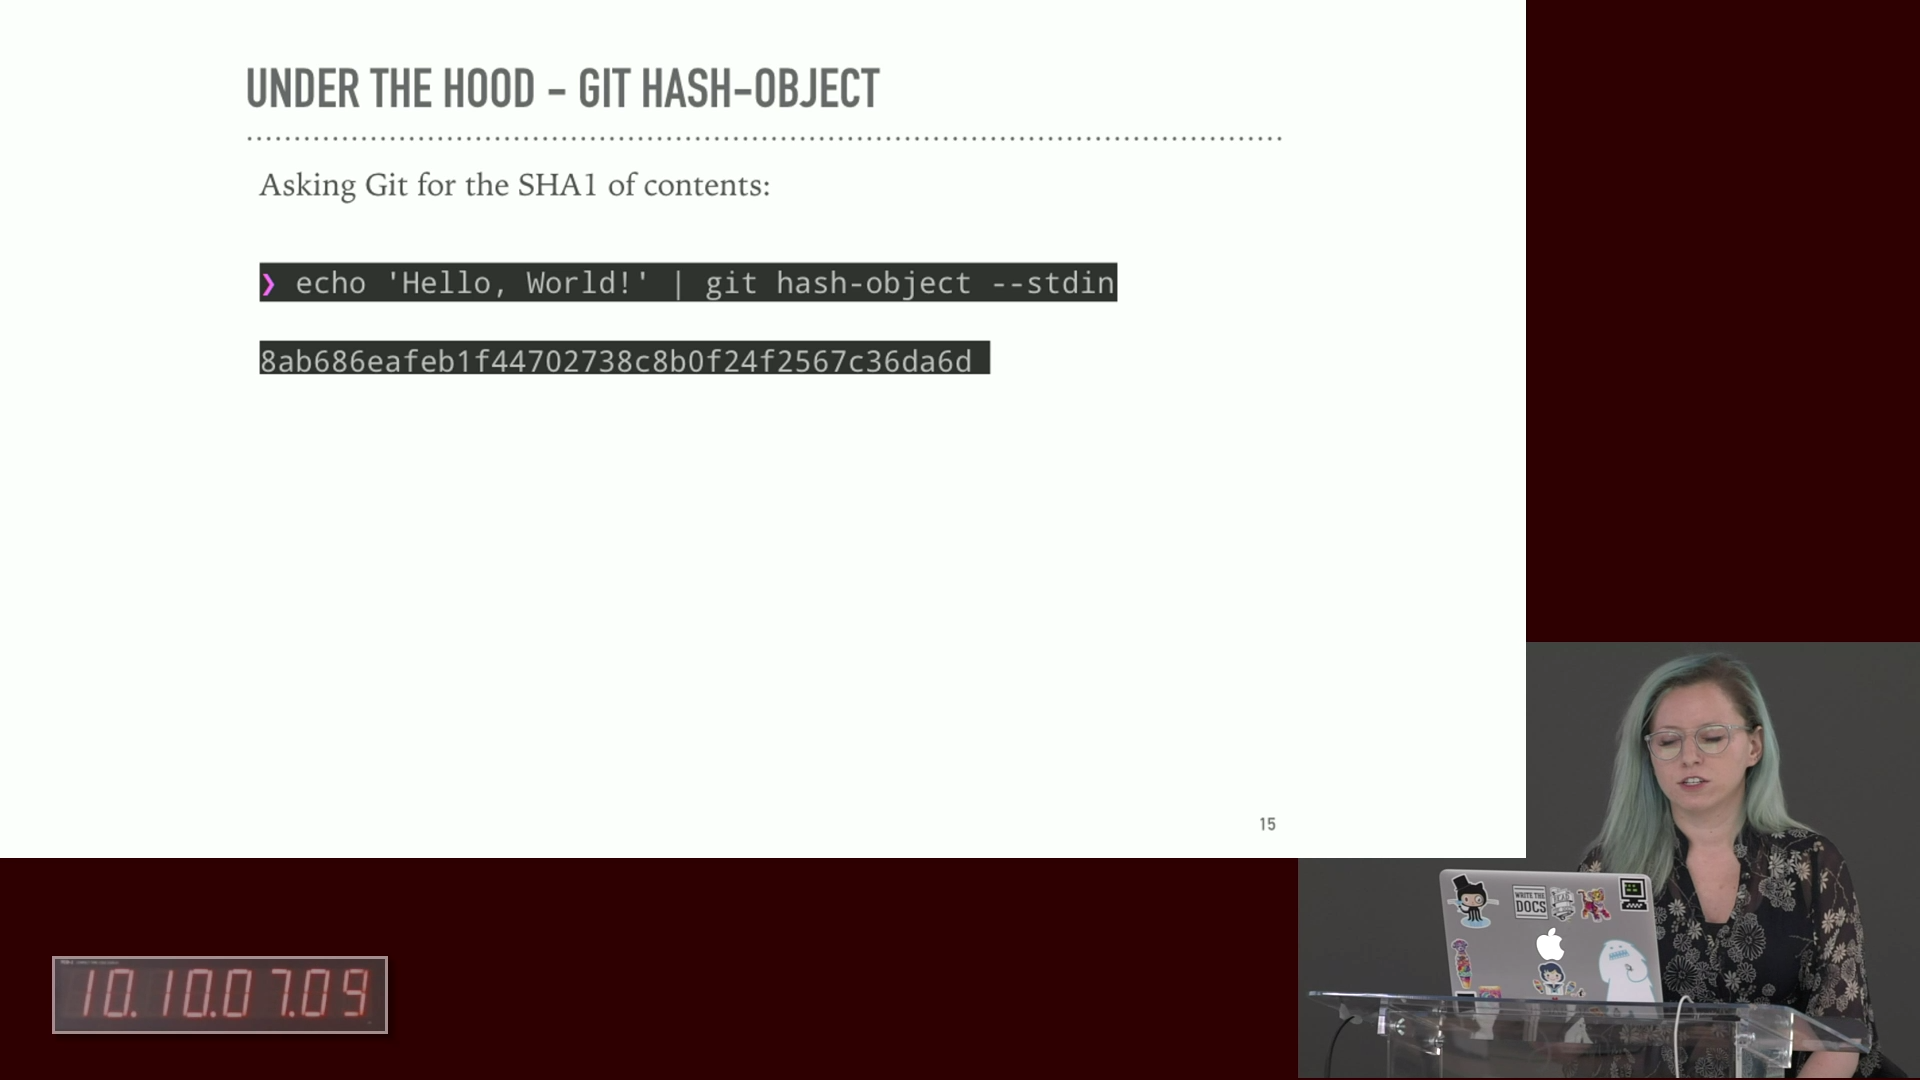 UNDER THE HOOD - GIT HASH-OBJECT
Asking Git for the SHA1 of contents:
❯ echo 'Hello, World!' | git hash-object --stdin
8ab686eafeb1f44702738c8b0f24f2567c36da6d
15
WRITE THE
DOCS
10.10.07.09